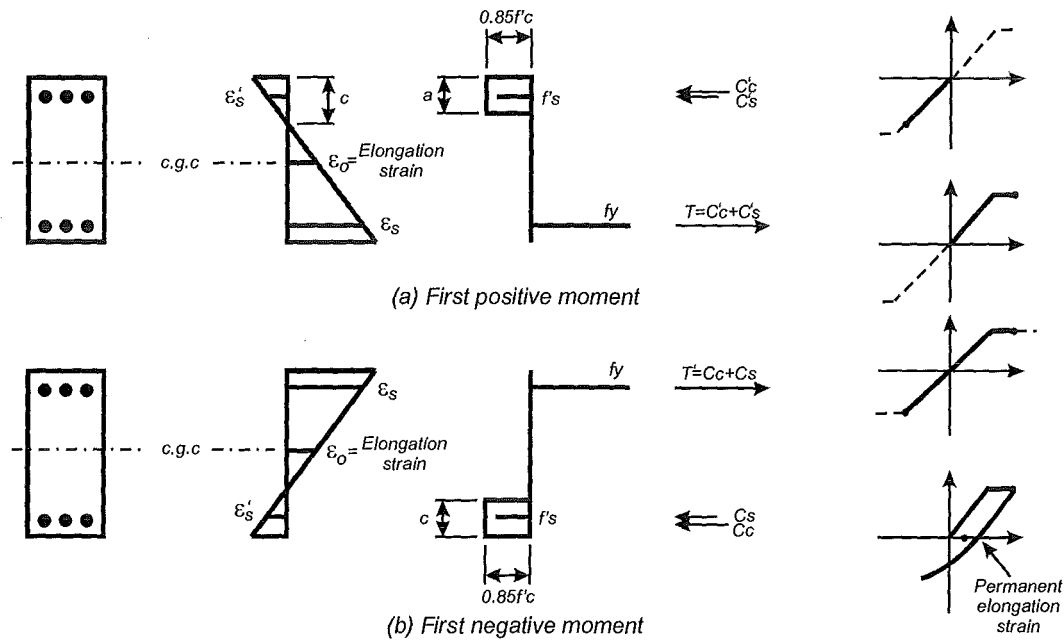 0.85f'c
ε's
c
a
f's
C'c
C's
c.g.c
εo=Elongation
strain
εs
fy
T=C'c+C's
(a) First positive moment
fy
T'=Cc+Cs
εs
c.g.c
εo=Elongation
strain
ε's
c
f's
Cs
Cc
0.85f'c
Permanent
elongation
strain
(b) First negative moment